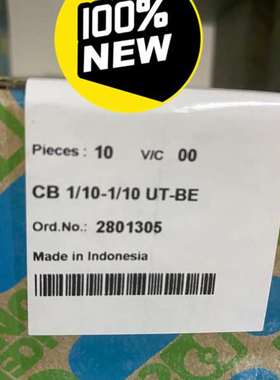 100%
NEW
Pieces : 10 V/C 00
CB 1/10-1/10 UT-BE
Ord.No.: 2801305
Made in Indonesia